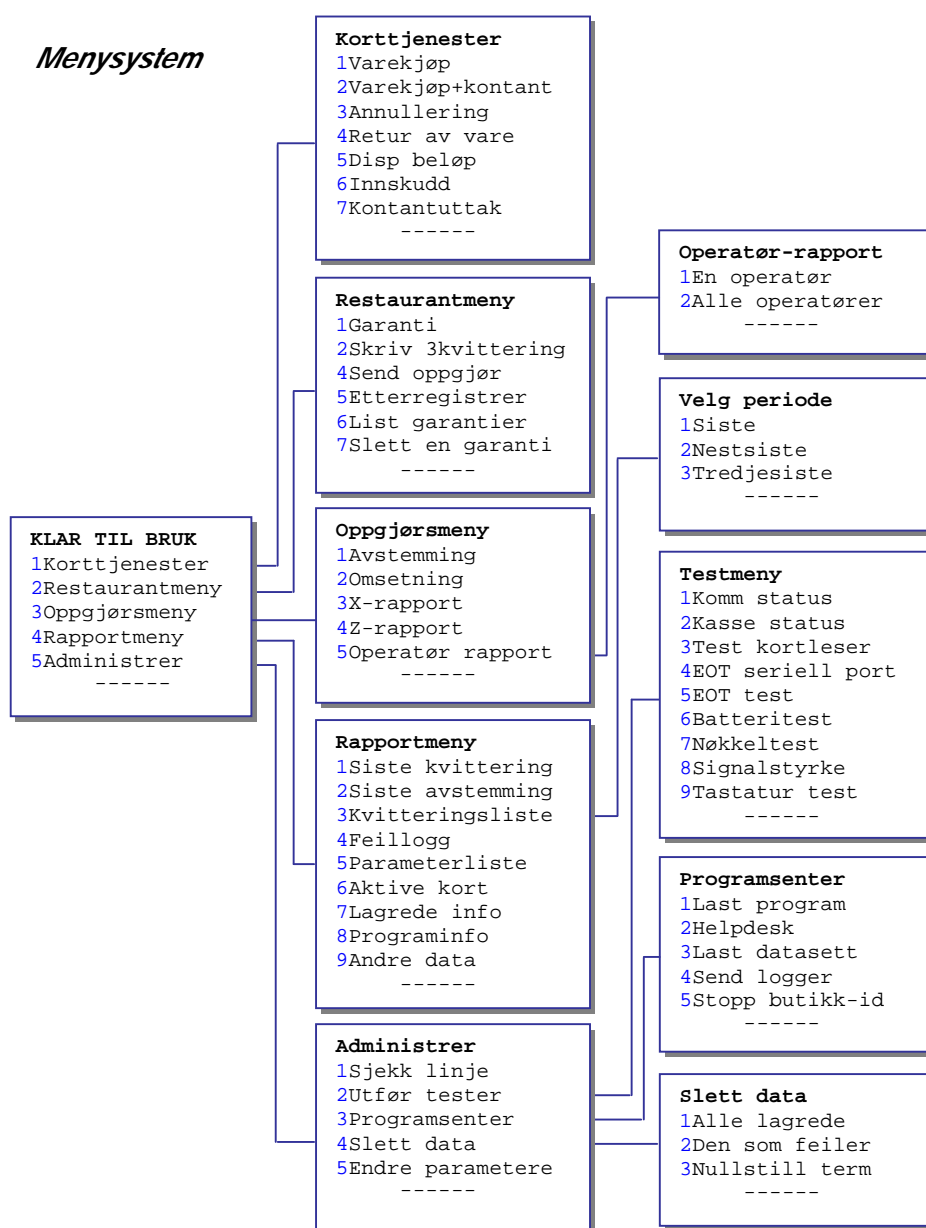 Menysystem
Korttjenester
1Varekjøp
2Varekjøp+kontant
3Annullering
4Retur av vare
5Disp beløp
6Innskudd
7Kontantuttak
------
Restaurantmeny
1Garanti
2Skriv 3kvittering
4Send oppgjør
5Etterregistrer
6List garantier
7Slett en garanti
------
KLAR TIL BRUK
1Korttjenester
2Restaurantmeny
3Oppgjørsmeny
4Rapportmeny
5Administrer
------
Oppgjørsmeny
1Avstemming
2Omsetning
3X-rapport
4Z-rapport
5Operatør rapport
------
Rapportmeny
1Siste kvittering
2Siste avstemming
3Kvitteringsliste
4Feillogg
5Parameterliste
6Aktive kort
7Lagrede info
8Programinfo
9Andre data
------
Administrer
1Sjekk linje
2Utfør tester
3Programsenter
4Slett data
5Endre parametere
------
Operatør-rapport
1En operatør
2Alle operatører
------
Velg periode
1Siste
2Nestsiste
3Tredjesiste
------
Testmeny
1Komm status
2Kasse status
3Test kortleser
4EOT seriell port
5EOT test
6Batteritest
7Nøkkeltest
8Signalstyrke
9Tastatur test
------
Programsenter
1Last program
2Helpdesk
3Last datasett
4Send logger
5Stopp butikk-id
------
Slett data
1Alle lagrede
2Den som feiler
3Nullstill term
------